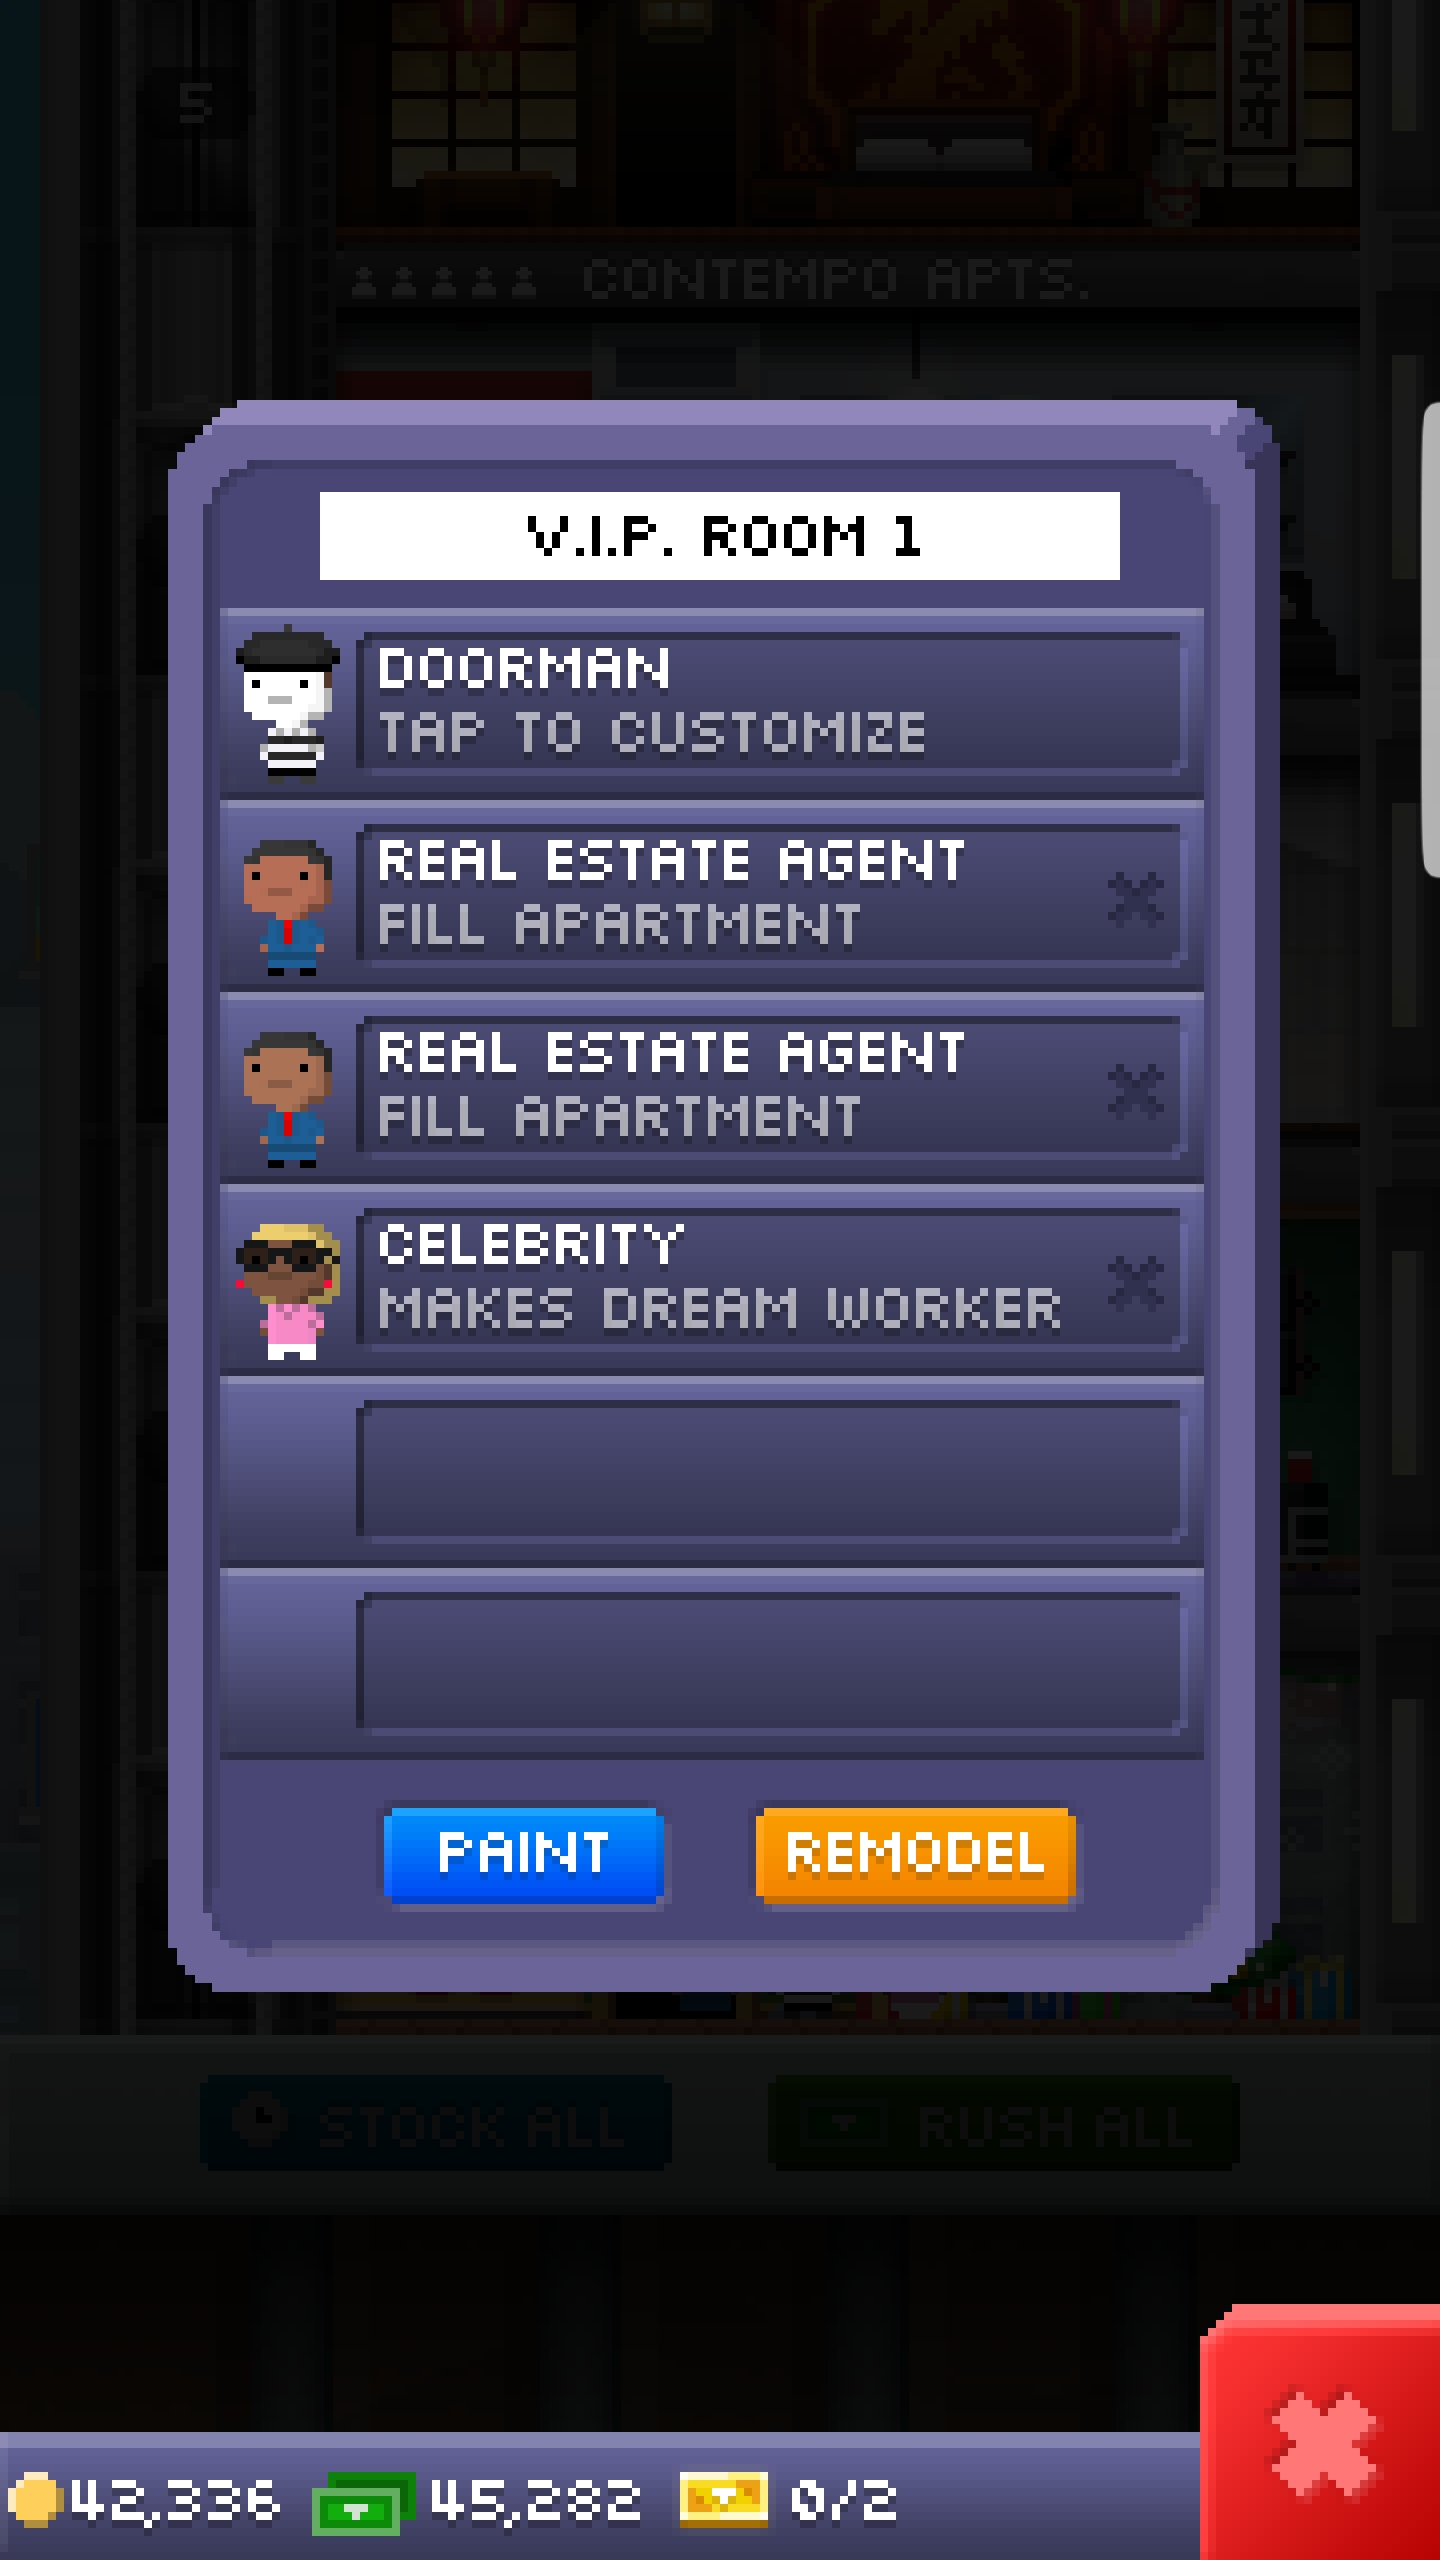 5
CONTEMPO APTS.
V.I.P. ROOM 1
DOORMAN
TAP TO CUSTOMIZE
REAL ESTATE AGENT
FILL APARTMENT
REAL ESTATE AGENT
FILL APARTMENT
CELEBRITY
MAKES DREAM WORKER
PAINT
REMODEL
STOCK ALL
RUSH ALL
42,336
45,282
0/2